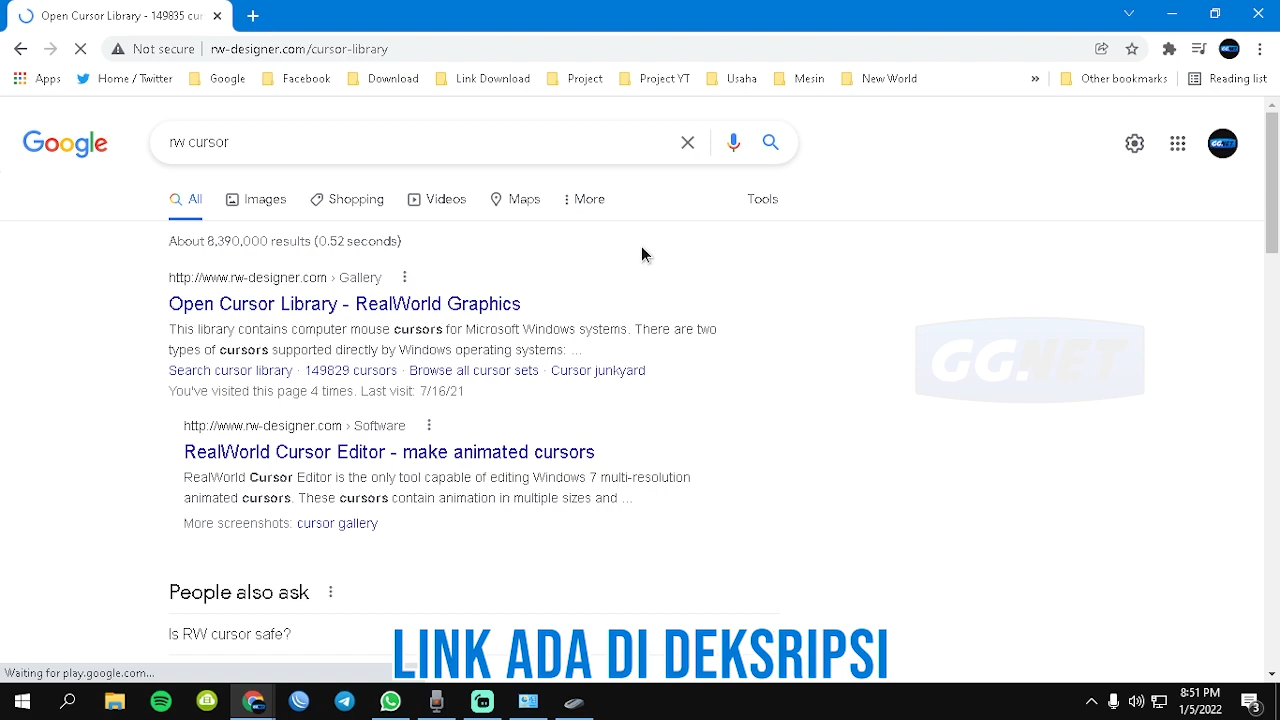 Open Cursor Library - 149835 cur
Not secure
rw-designer.com/cursor-library
Apps
Home / Twitter
Google
Facebook
Download
Link Download
Project
Project YT
Usaha
Mesin
New World
»
Other bookmarks
Reading list
Google
rw cursor
All
Images
Shopping
Videos
Maps
More
Tools
About 8,390,000 results (0.52 seconds)
http://www.rw-designer.com › Gallery
Open Cursor Library - RealWorld Graphics
This library contains computer mouse cursors for Microsoft Windows systems. There are two
types of cursors supported directly by Windows operating systems: ...
Search cursor library · 149829 cursors · Browse all cursor sets · Cursor junkyard
You've visited this page 4 times. Last visit: 7/16/21
GG.NET
http://www.rw-designer.com › Software
RealWorld Cursor Editor - make animated cursors
RealWorld Cursor Editor is the only tool capable of editing Windows 7 multi-resolution
animated cursors. These cursors contain animation in multiple sizes and ...
More screenshots: cursor gallery
People also ask
Is RW cursor safe?
LINK ADA DI DEKSRIPSI
Waiting for play.google.com...
8:51 PM
1/5/2022
3